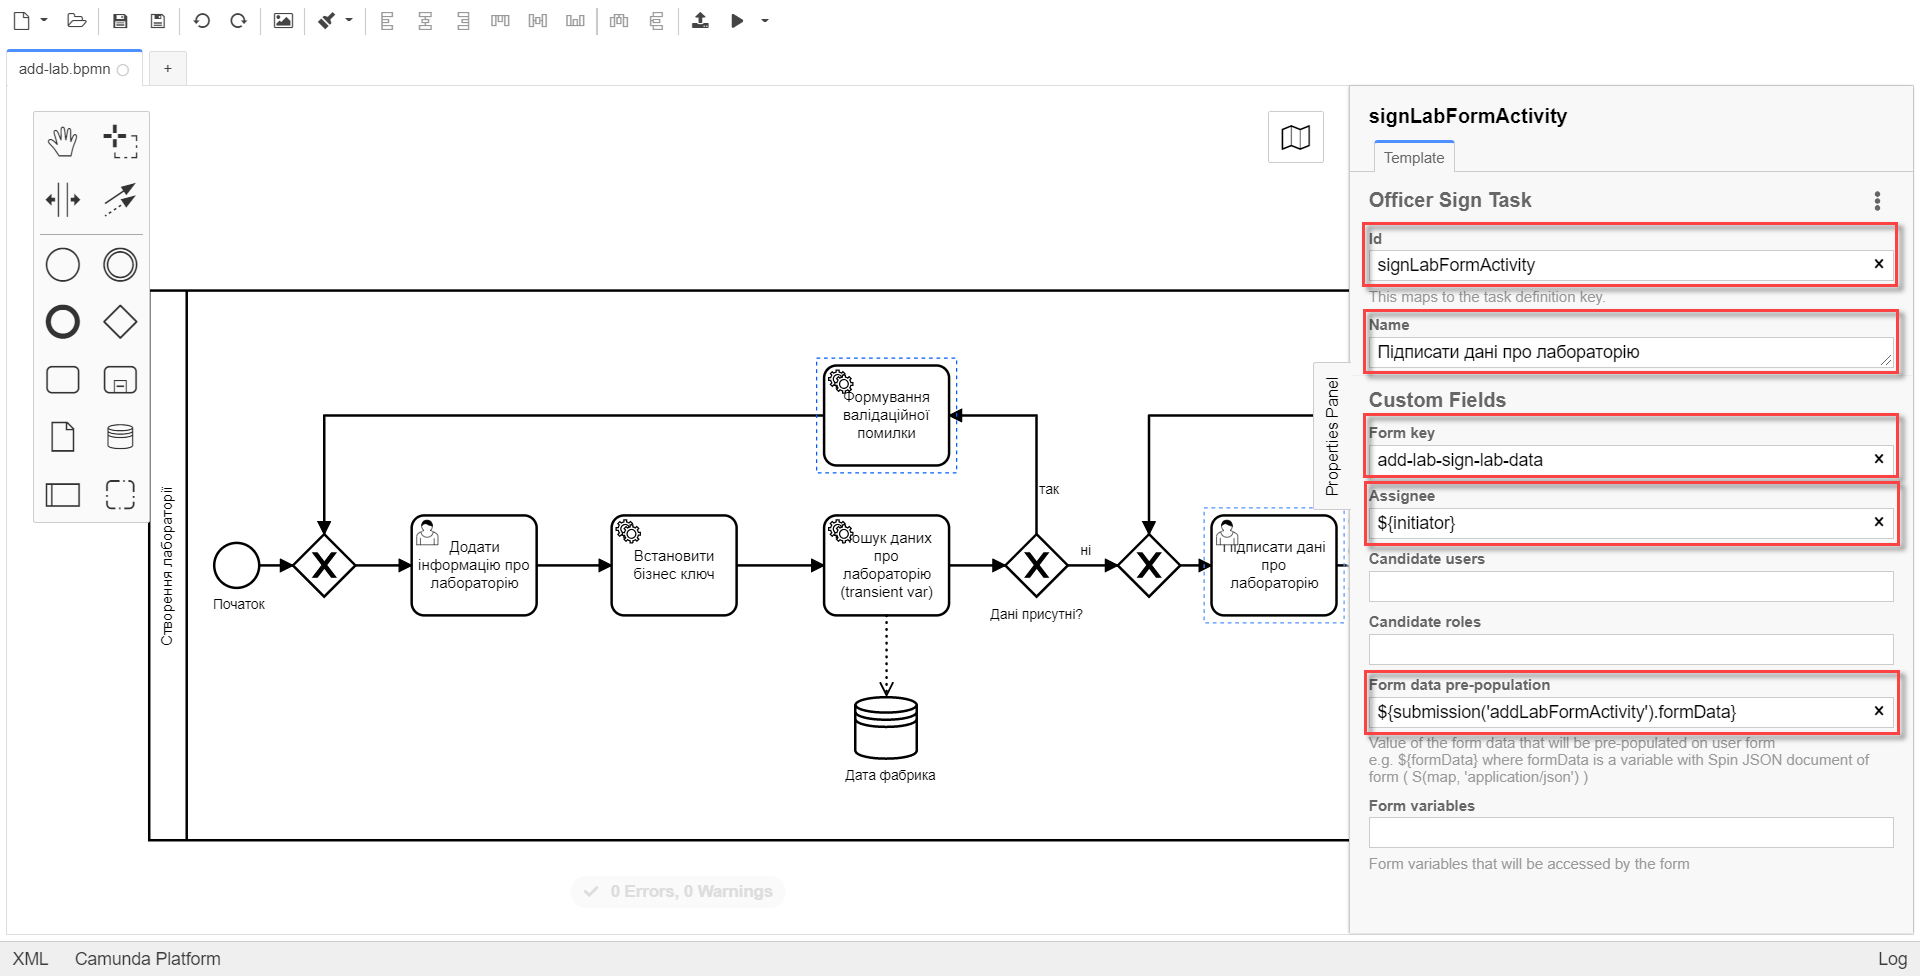 add-lab.bpmn
+
signLabFormActivity
Template
Officer Sign Task
Id
signLabFormActivity
This maps to the task definition key.
Name
Підписати дані про лабораторію
Custom Fields
Form key
add-lab-sign-lab-data
Assignee
${initiator}
Candidate users
Candidate roles
Form data pre-population
${submission('addLabFormActivity').formData}
Value of the form data that will be pre-populated on user form
e.g. ${formData} where formData is a variable with Spin JSON document of
form ( S(map, 'application/json') )
Form variables
Form variables that will be accessed by the form
Properties Panel
Створення лабораторії
Початок
Додати
інформацію про
лабораторію
Встановити
бізнес ключ
Пошук даних
про
лабораторію
(transient var)
Формування
валідаційної
помилки
так
ні
Дані присутні?
Підписати дані
про
лабораторію
Дата фабрика
0 Errors, 0 Warnings
XML
Camunda Platform
Log